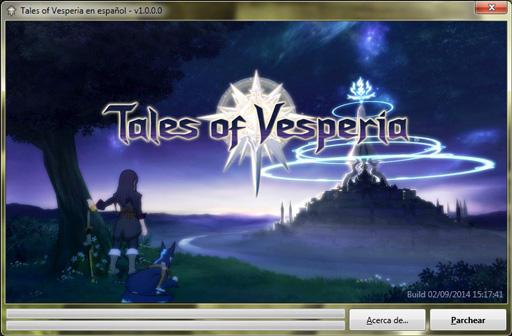 Tales of Vesperia en español - v1.0.0.0
Tales of Vesperia
Build 02/09/2014 15:17:41
Acerca de...
Parchear